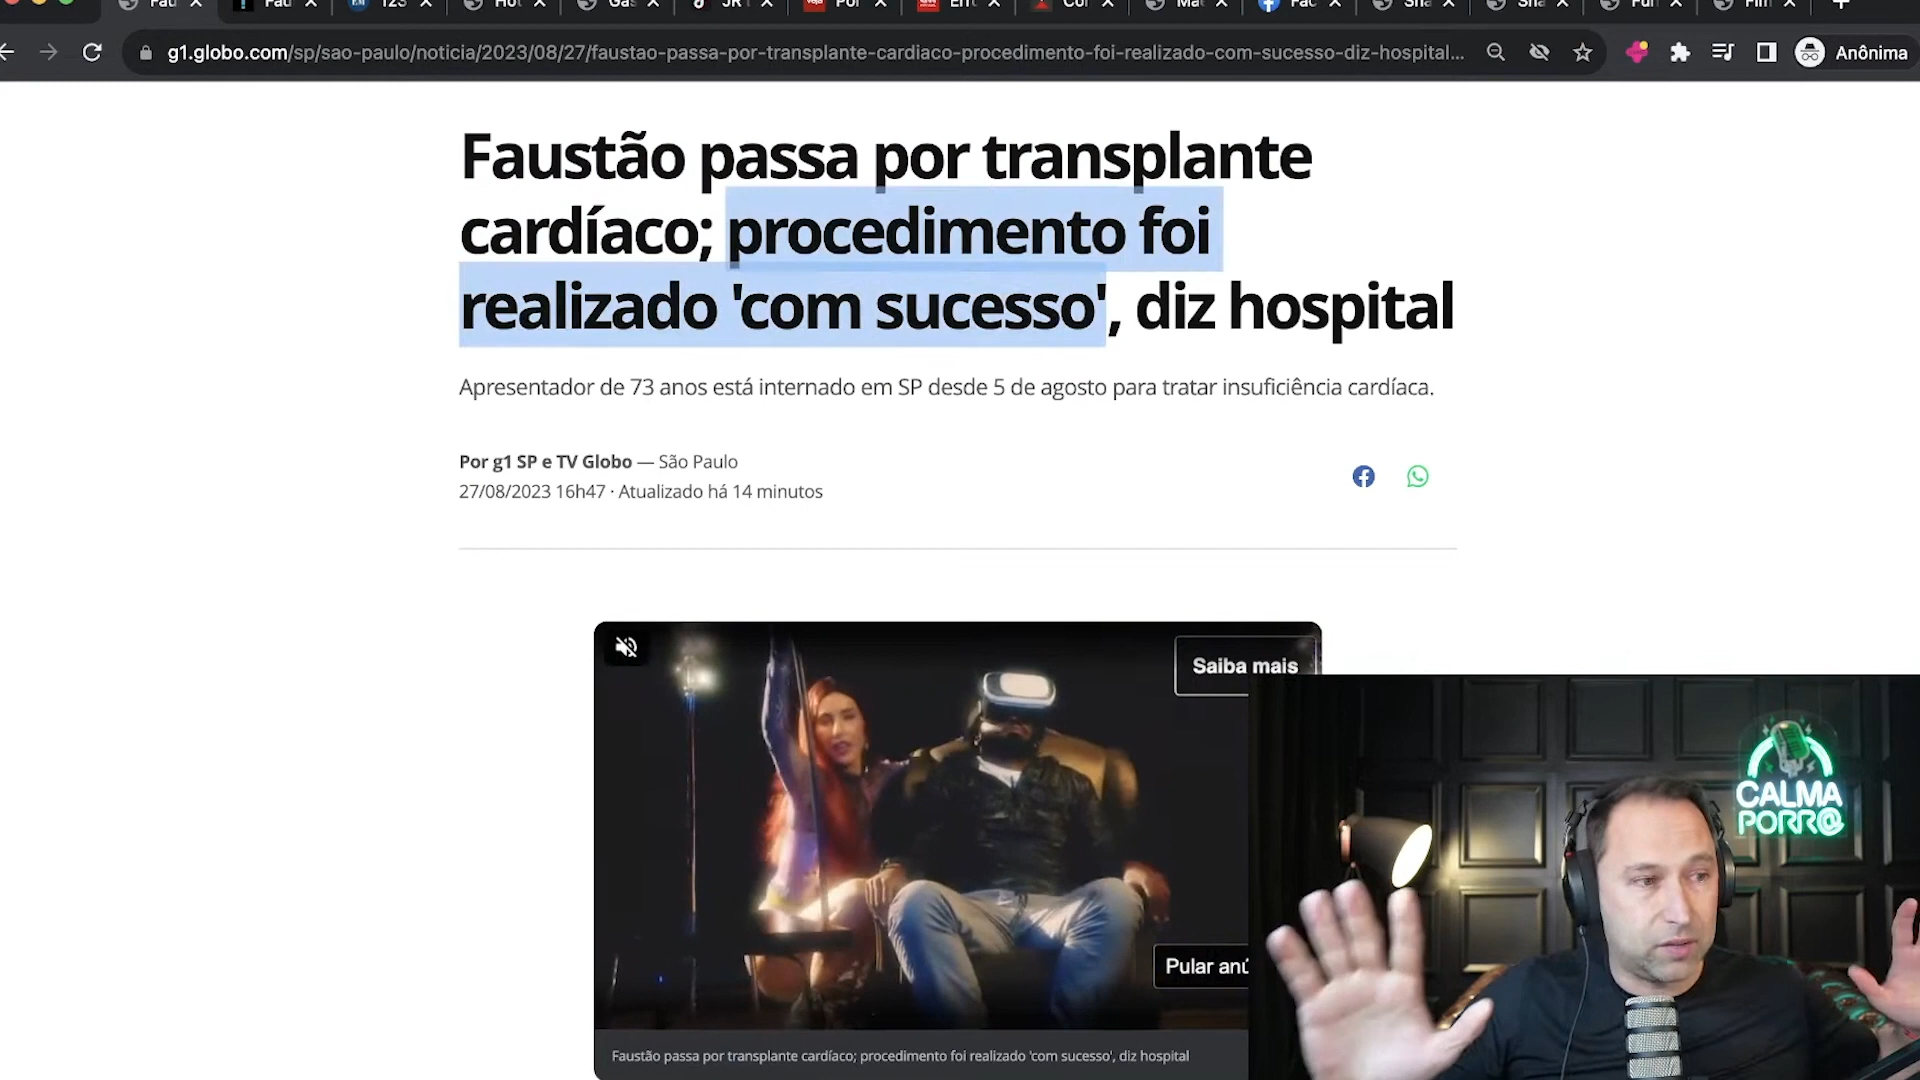 g1.globo.com/sp/sao-paulo/noticia/2023/08/27/faustao-passa-por-transplante-cardiaco-procedimento-foi-realizado-com-sucesso-diz-hospital...
Anônima
Faustão passa por transplante
cardíaco; procedimento foi
realizado 'com sucesso', diz hospital
Apresentador de 73 anos está internado em SP desde 5 de agosto para tratar insuficiência cardíaca.
Por g1 SP e TV Globo — São Paulo
27/08/2023 16h47 · Atualizado há 14 minutos
Saiba mais
CALMA
PORR@
Pular
Faustão passa por transplante cardíaco; procedimento foi realizado 'com sucesso', diz hospital